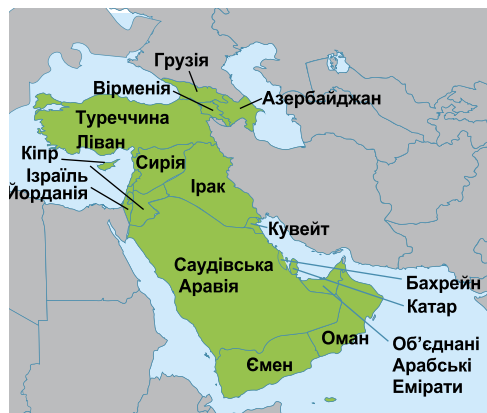 Грузія
Вірменія
Азербайджан
Туреччина
Ліван
Кіпр
Сирія
Ізраїль
Йорданія
Ірак
Кувейт
Саудівська
Аравія
Бахрейн
Катар
Оман
Об’єднані
Арабські
Емірати
Ємен